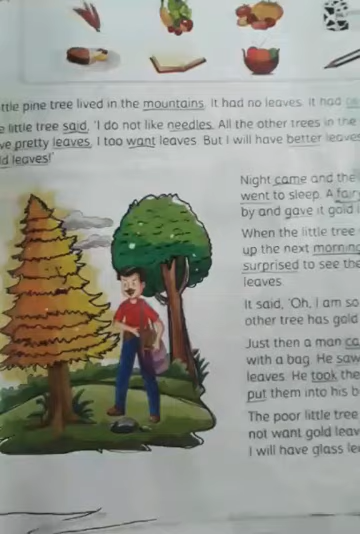 ttle pine tree lived in the mountains. It had no leaves. It had
e little tree said, 'I do not like needles. All the other trees in the
ve pretty leaves. I too want leaves. But I will have better leaves
ld leaves!'
Night came and the
went to sleep. A fair
by and gave it gold
When the little tree
up the next morning
surprised to see the
leaves.
It said, 'Oh, I am so
other tree has gold
Just then a man ca
with a bag. He saw
leaves. He took the
put them into his b
The poor little tree
not want gold leav
I will have glass le